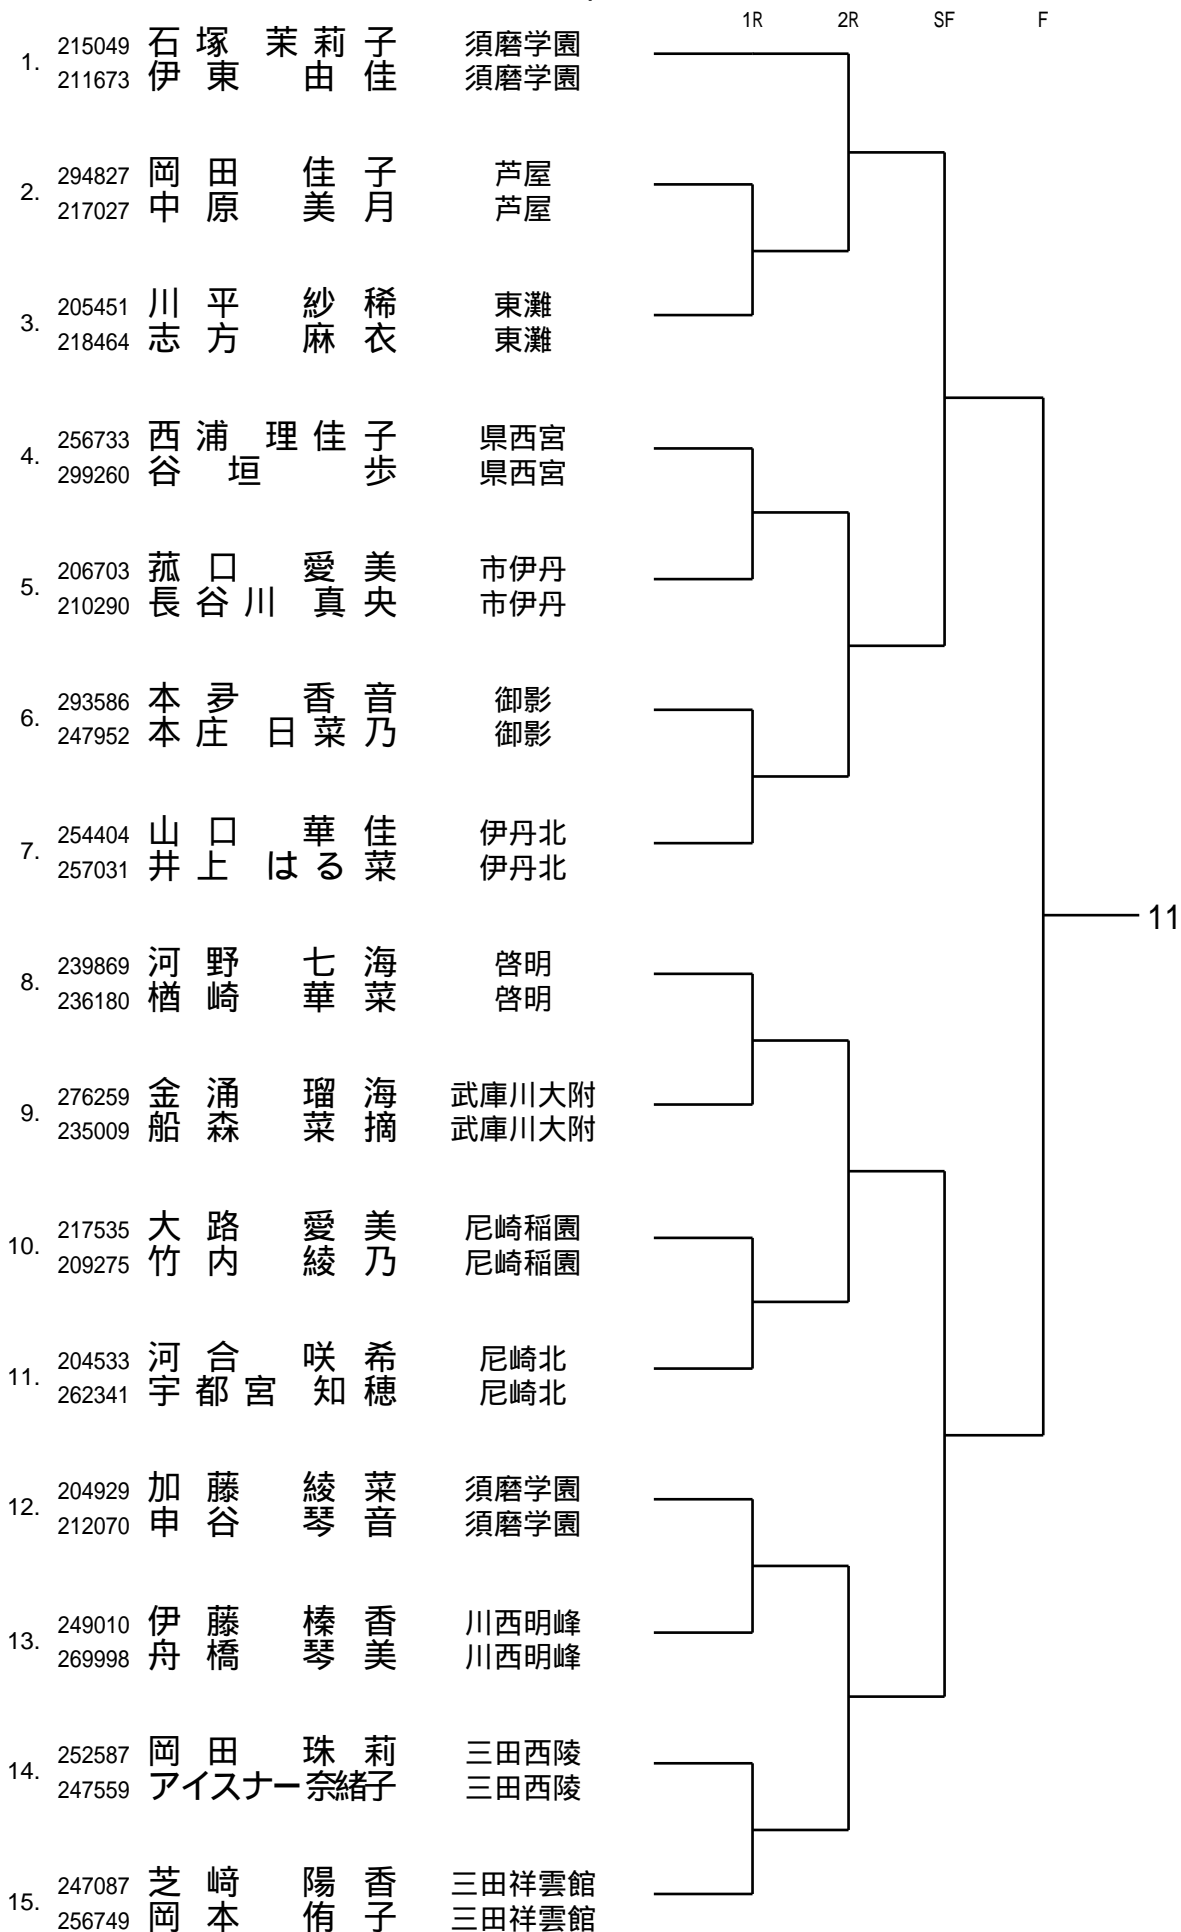 1R 2R SF F
1. 215049 石塚 茉莉子 須磨学園
211673 伊東 由佳 須磨学園
2. 294827 岡田 佳子 芦屋
217027 中原 美月 芦屋
3. 205451 川平 紗稀 東灘
218464 志方 麻衣 東灘
4. 256733 西浦 理佳子 県西宮
299260 谷垣 歩 県西宮
5. 206703 菰口 愛美 市伊丹
210290 長谷川 真央 市伊丹
6. 293586 本夛 香音 御影
247952 本庄 日菜乃 御影
7. 254404 山口 華佳 伊丹北
257031 井上 はる菜 伊丹北
11
8. 239869 河野 七海 啓明
236180 楢崎 華菜 啓明
9. 276259 金涌 瑠海 武庫川大附
235009 船森 菜摘 武庫川大附
10. 217535 大路 愛美 尼崎稲園
209275 竹内 綾乃 尼崎稲園
11. 204533 河合 咲希 尼崎北
262341 宇都宮 知穂 尼崎北
12. 204929 加藤 綾菜 須磨学園
212070 申谷 琴音 須磨学園
13. 249010 伊藤 榛香 川西明峰
269998 舟橋 琴美 川西明峰
14. 252587 岡田 珠莉 三田西陵
247559 アイスナー奈緒子 三田西陵
15. 247087 芝﨑 陽香 三田祥雲館
256749 岡本 侑子 三田祥雲館